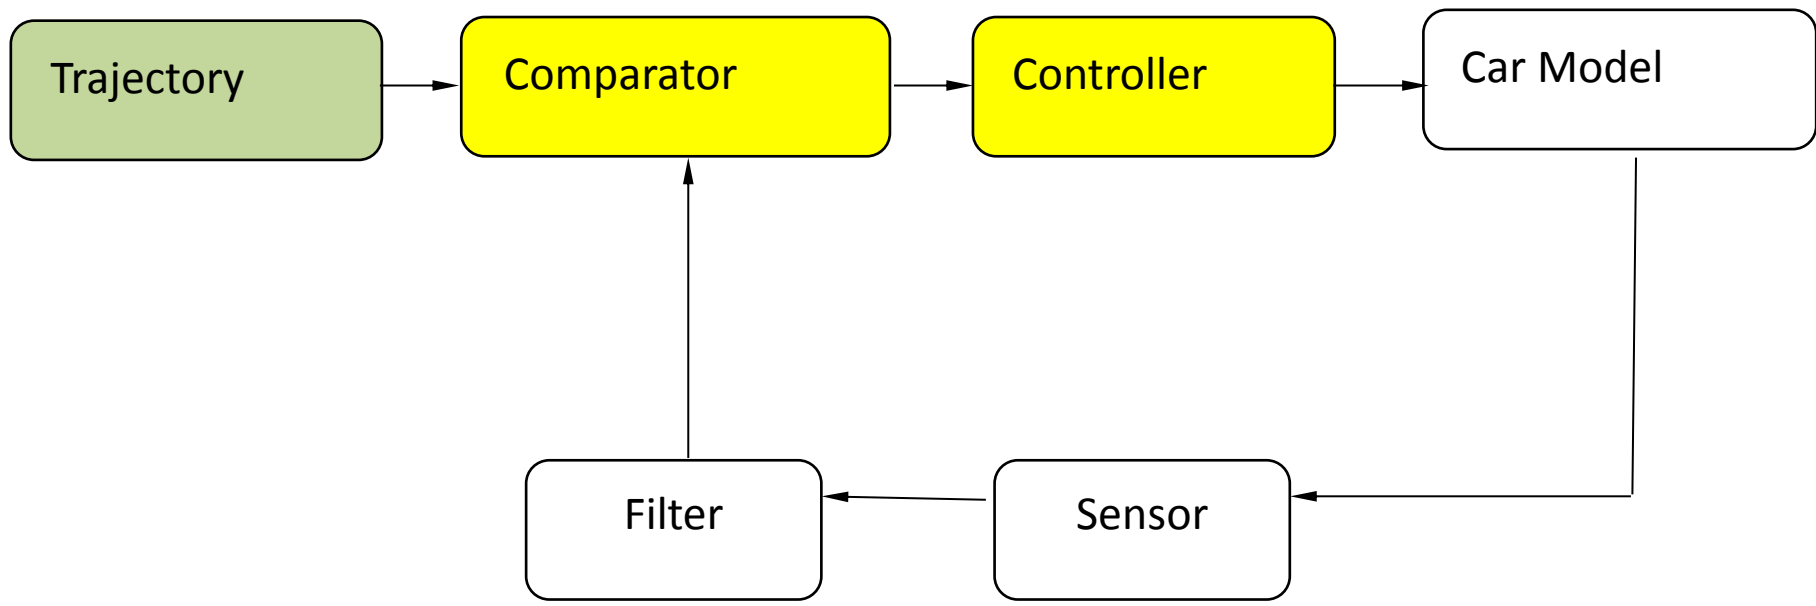 Trajectory
Comparator
Controller
Car Model
Filter
Sensor